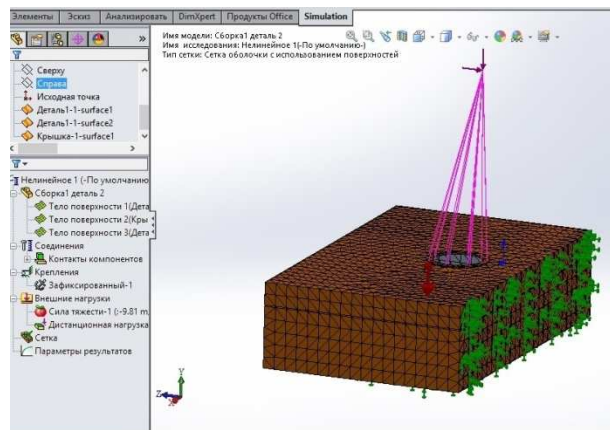 Элементы Эскиз Анализировать DimXpert Продукты Office Simulation
Имя модели: Сборка1 деталь 2
Имя исследования: Нелинейное 1(-По умолчанию-)
Тип сетки: Сетка оболочки с использованием поверхностей
Сверху
Справа
Исходная точка
Деталь1-1-surface1
Деталь1-1-surface2
Крышка-1-surface1
Нелинейное 1 (-По умолчанию
Сборка1 деталь 2
Тело поверхности 1(Дета
Тело поверхности 2(Кры
Тело поверхности 3(Дета
Соединения
Контакты компонентов
Крепления
Зафиксированный-1
Внешние нагрузки
Сила тяжести-1 (:-9.81 m.
Дистанционная нагрузка
Сетка
Параметры результатов
Y
Z
X